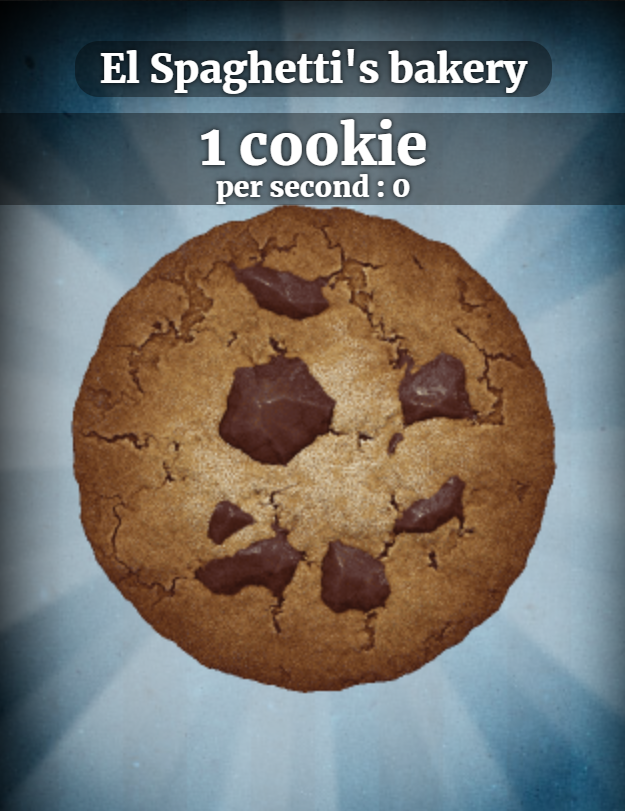 El Spaghetti's bakery
1 cookie
per second : 0